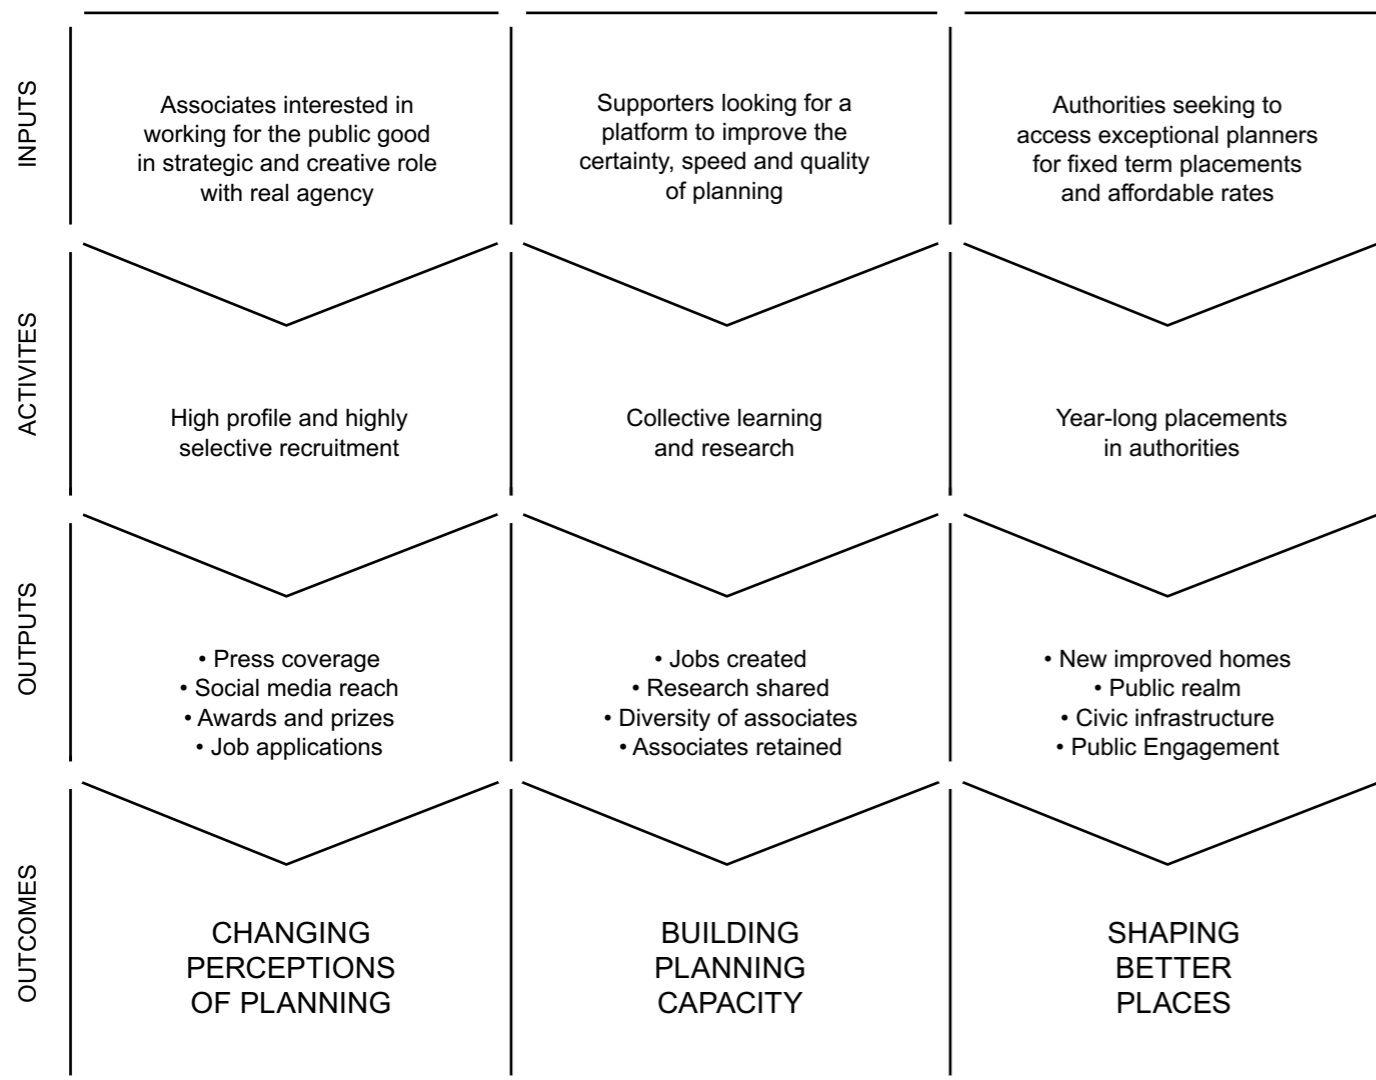 INPUTS
Associates interested in
working for the public good
in strategic and creative role
with real agency
Supporters looking for a
platform to improve the
certainty, speed and quality
of planning
Authorities seeking to
access exceptional planners
for fixed term placements
and affordable rates
ACTIVITES
High profile and highly
selective recruitment
Collective learning
and research
Year-long placements
in authorities
OUTPUTS
• Press coverage
• Social media reach
• Awards and prizes
• Job applications
• Jobs created
• Research shared
• Diversity of associates
• Associates retained
• New improved homes
• Public realm
• Civic infrastructure
• Public Engagement
OUTCOMES
CHANGING
PERCEPTIONS
OF PLANNING
BUILDING
PLANNING
CAPACITY
SHAPING
BETTER
PLACES